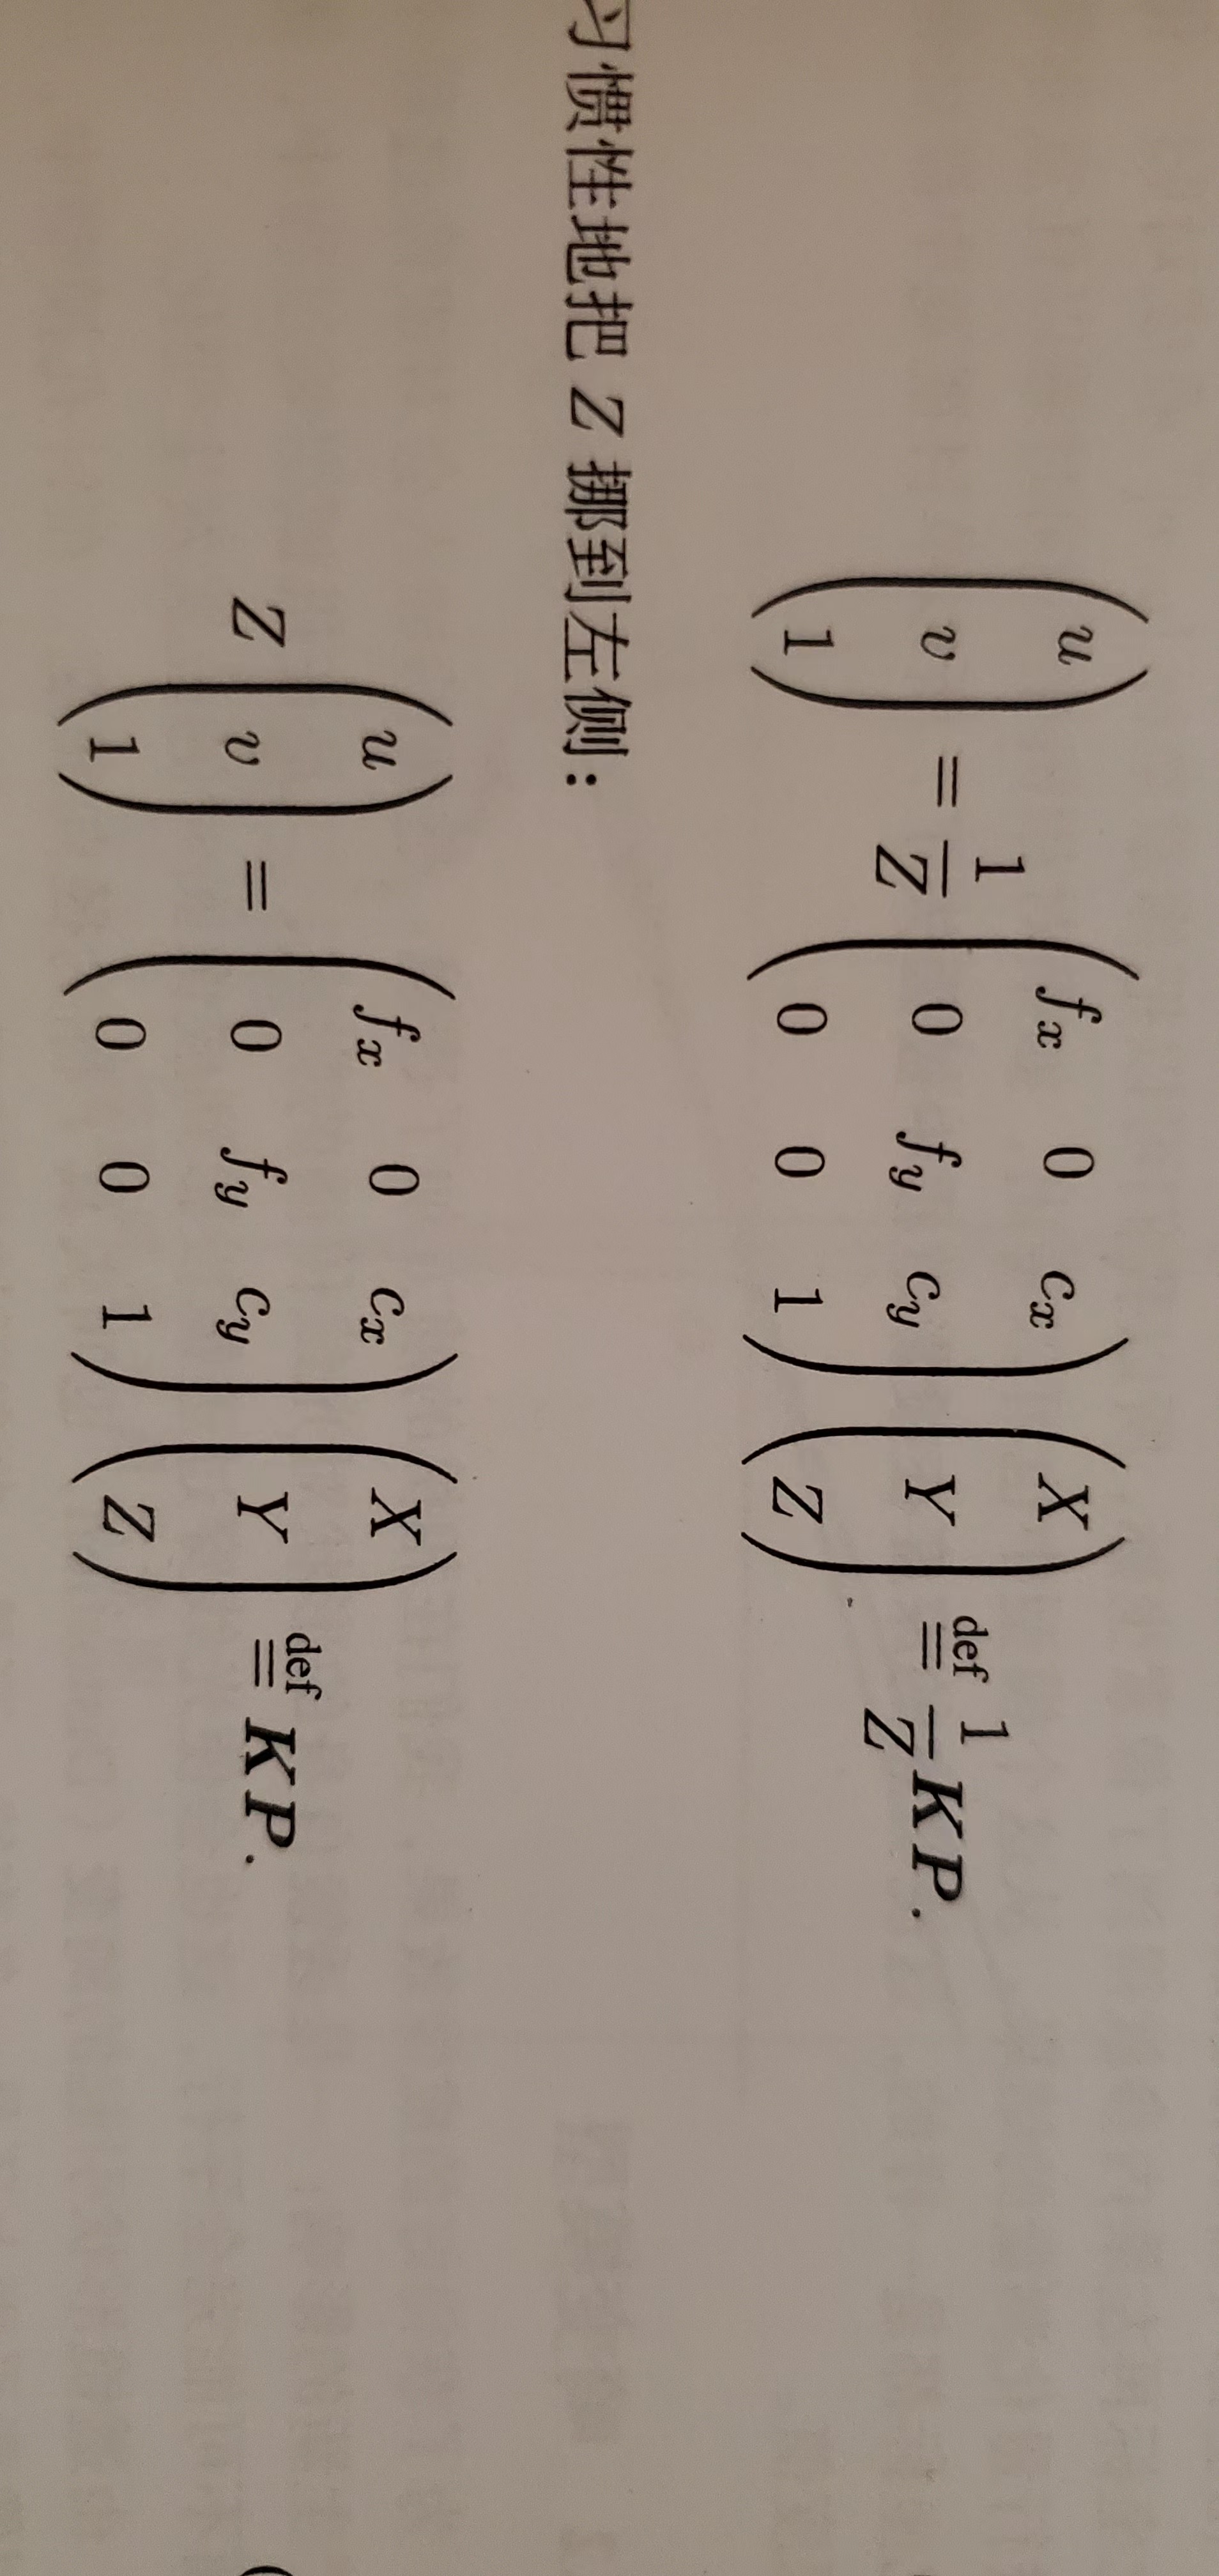 $$\begin{pmatrix} u \\ v \\ 1 \end{pmatrix} = \frac{1}{Z} \begin{pmatrix} f_x & 0 & c_x \\ 0 & f_y & c_y \\ 0 & 0 & 1 \end{pmatrix} \begin{pmatrix} X \\ Y \\ Z \end{pmatrix} \stackrel{\text{def}}{=} \frac{1}{Z} \boldsymbol{KP}.$$
习惯性地把 Z 挪到左侧：
$$Z \begin{pmatrix} u \\ v \\ 1 \end{pmatrix} = \begin{pmatrix} f_x & 0 & c_x \\ 0 & f_y & c_y \\ 0 & 0 & 1 \end{pmatrix} \begin{pmatrix} X \\ Y \\ Z \end{pmatrix} \stackrel{\text{def}}{=} \boldsymbol{KP}.$$